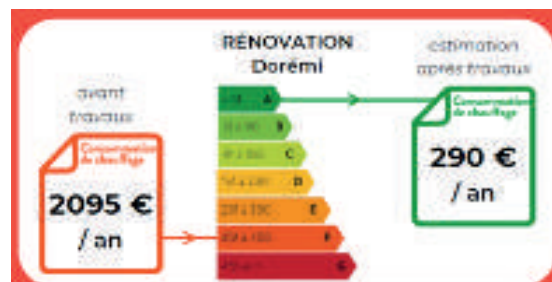 RÉNOVATION
Dorémi
avant
travaux
Consommation
de chauffage
2095 €
/ an
estimation
après travaux
Consommation
de chauffage
290 €
/ an
A
B
C
D
E
F
G